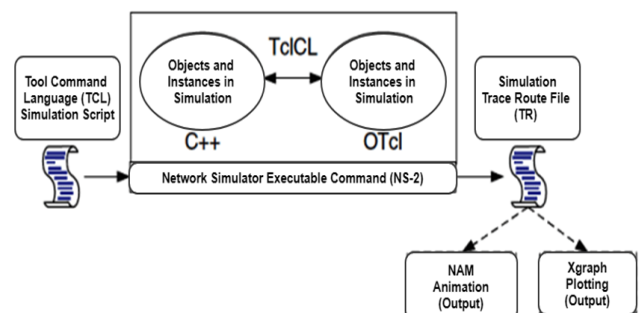 TclCL
Objects and
Instances in
Simulation
Objects and
Instances in
Simulation
C++
OTcl
Tool Command
Language (TCL)
Simulation Script
Simulation
Trace Route File
(TR)
Network Simulator Executable Command (NS-2)
NAM
Animation
(Output)
Xgraph
Plotting
(Output)